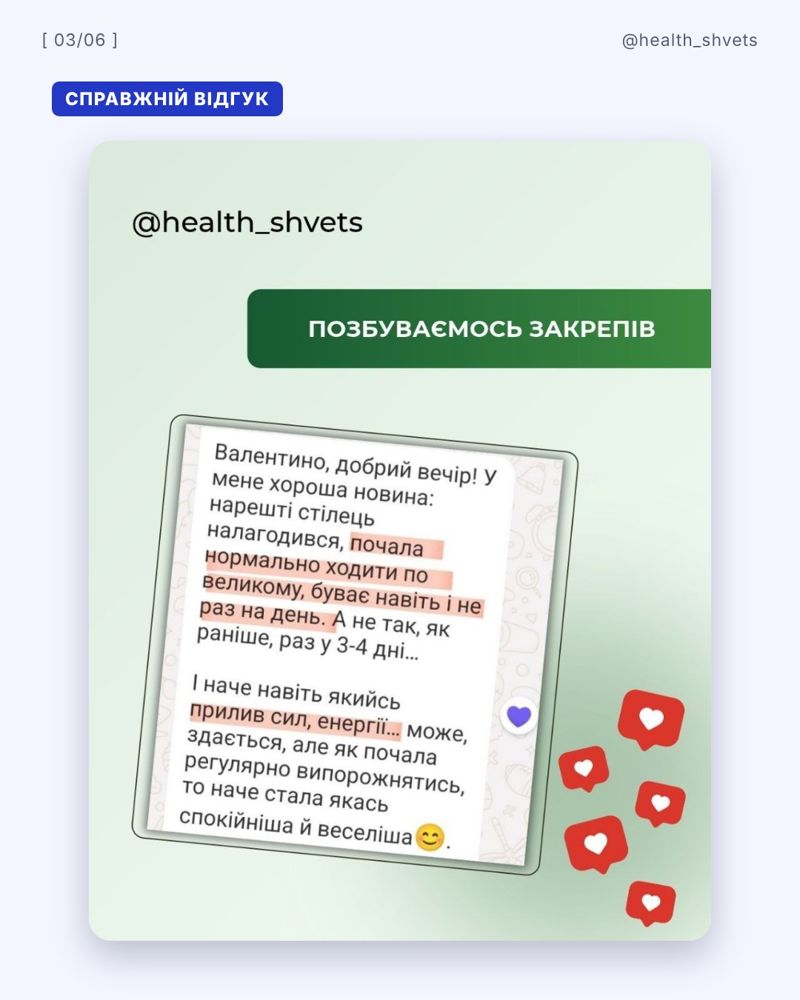 [ 03/06 ]
@health_shvets
СПРАВЖНІЙ ВІДГУК
@health_shvets
ПОЗБУВАЄМОСЬ ЗАКРЕПІВ
Валентино, добрий вечір! У
мене хороша новина:
нарешті стілець
налагодився, почала
нормально ходити по
великому, буває навіть і не
раз на день. А не так, як
раніше, раз у 3-4 дні...
І наче навіть якийсь
прилив сил, енергії... може,
здається, але як почала
регулярно випорожнятись,
то наче стала якась
спокійніша й веселіша😊.